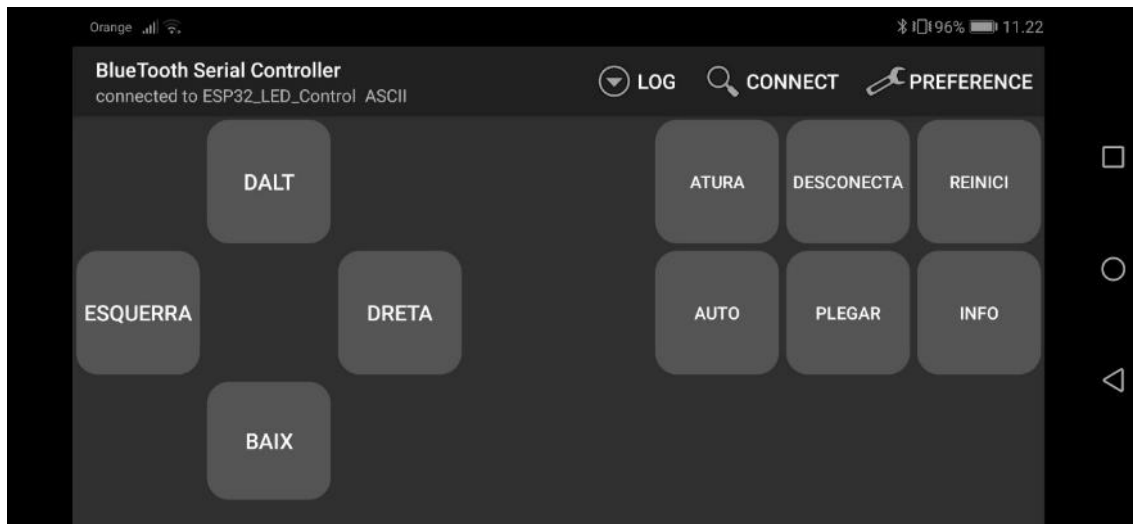 Orange 96% 11.22
BlueTooth Serial Controller
connected to ESP32_LED_Control ASCII
LOG CONNECT PREFERENCE
DALT ATURA DESCONECTA REINICI
ESQUERRA DRETA AUTO PLEGAR INFO
BAIX